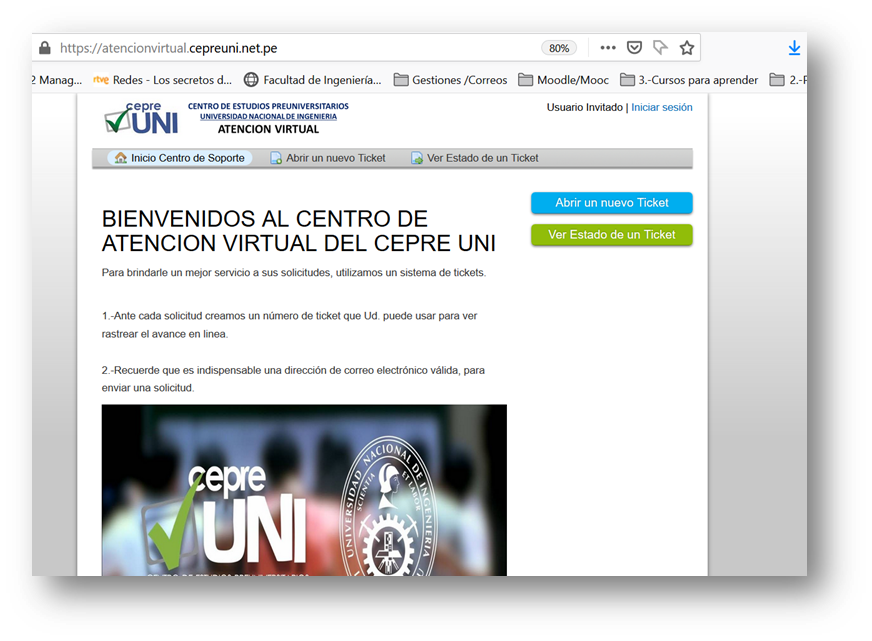 https://atencionvirtual.cepreuni.net.pe
80%
2 Manag...
rtve Redes - Los secretos d...
Facultad de Ingeniería...
Gestiones /Correos
Moodle/Mooc
3.-Cursos para aprender
cepre
UNI
CENTRO DE ESTUDIOS PREUNIVERSITARIOS
UNIVERSIDAD NACIONAL DE INGENIERIA
ATENCION VIRTUAL
Usuario Invitado | Iniciar sesión
Inicio Centro de Soporte
Abrir un nuevo Ticket
Ver Estado de un Ticket
Abrir un nuevo Ticket
Ver Estado de un Ticket
BIENVENIDOS AL CENTRO DE
ATENCION VIRTUAL DEL CEPRE UNI
Para brindarle un mejor servicio a sus solicitudes, utilizamos un sistema de tickets.
1.-Ante cada solicitud creamos un número de ticket que Ud. puede usar para ver
rastrear el avance en linea.
2.-Recuerde que es indispensable una dirección de correo electrónico válida, para
enviar una solicitud.
cepre
UNI
UNIVERSIDAD NACIONAL DE INGENIERIA
SCIENTIA ET LABOR